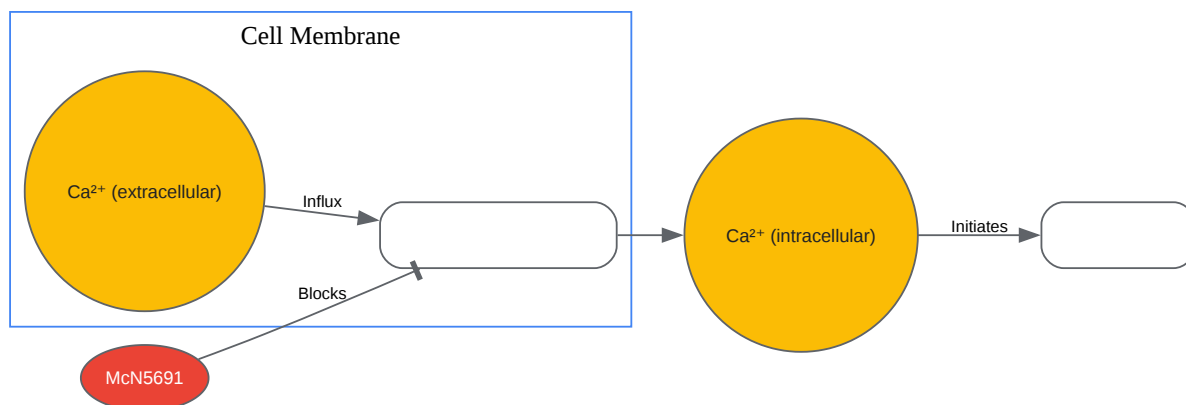 Cell Membrane
Ca²⁺ (extracellular)
Influx
Ca²⁺ (intracellular)
Initiates
Blocks
McN5691